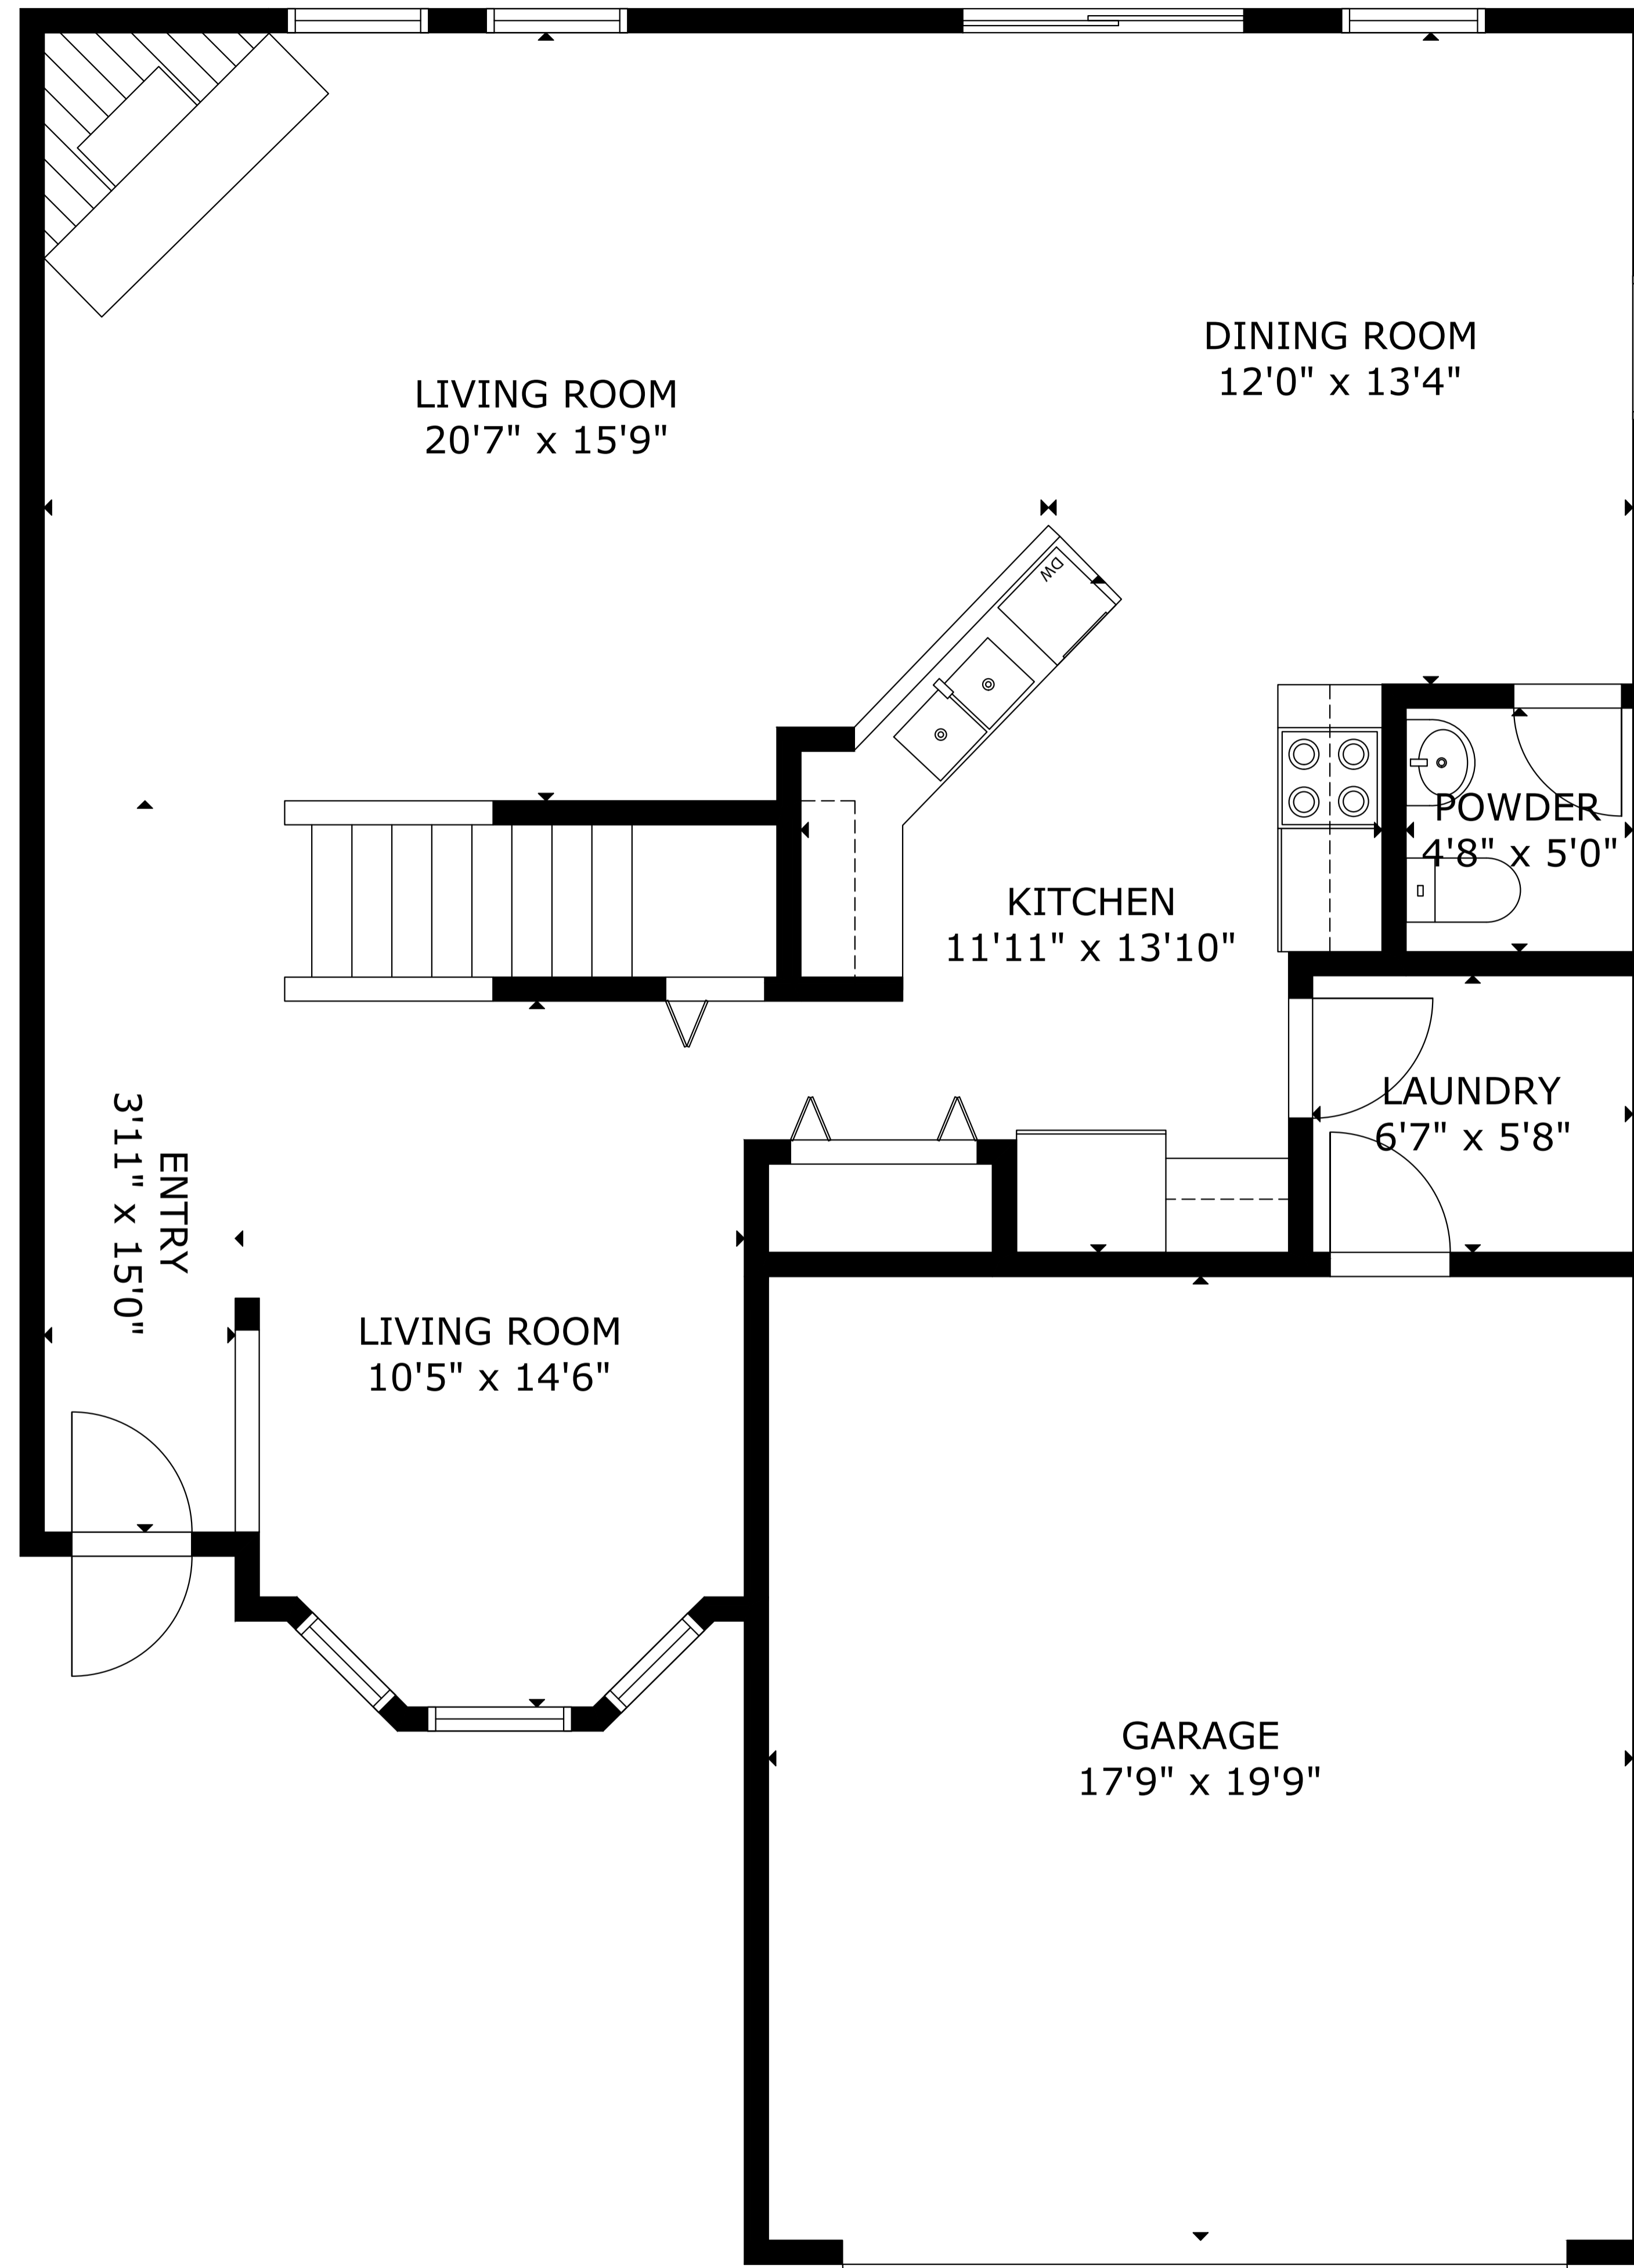 DINING ROOM
12'0" x 13'4"
LIVING ROOM
20'7" x 15'9"
DW
POWDER
4'8" x 5'0"
KITCHEN
11'11" x 13'10"
LAUNDRY
6'7" x 5'8"
ENTRY
3'11" x 15'0"
LIVING ROOM
10'5" x 14'6"
GARAGE
17'9" x 19'9"